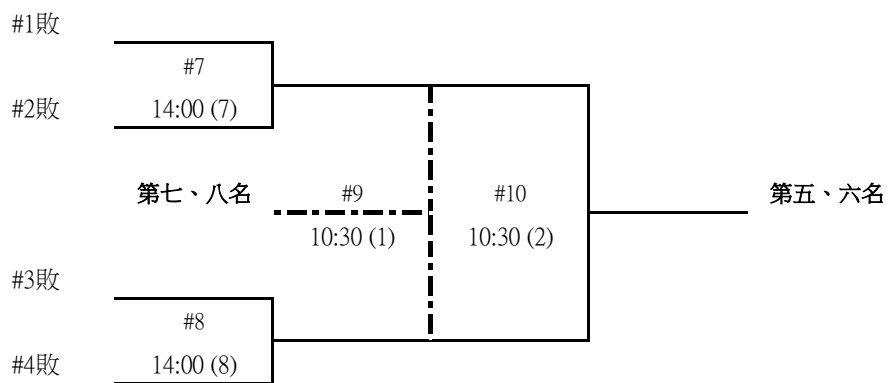 #1敗
#7
#2敗
14:00 (7)
第七、八名
#9
#10
第五、六名
10:30 (1)
10:30 (2)
#3敗
#8
#4敗
14:00 (8)